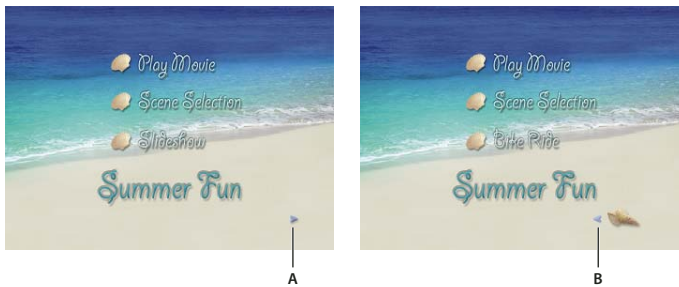 Play Movie
Scene Selection
Slideshow
Summer Fun
A
Play Movie
Scene Selection
Bike Ride
Summer Fun
B